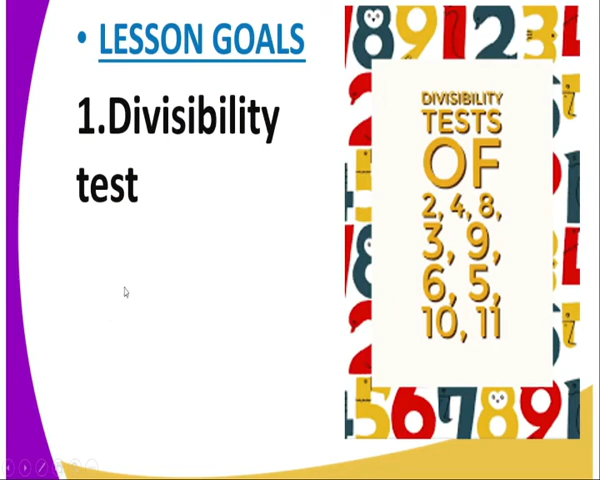 • LESSON GOALS
1.Divisibility
test
DIVISIBILITY
TESTS
OF
2, 4, 8,
3, 9,
6, 5,
10, 11